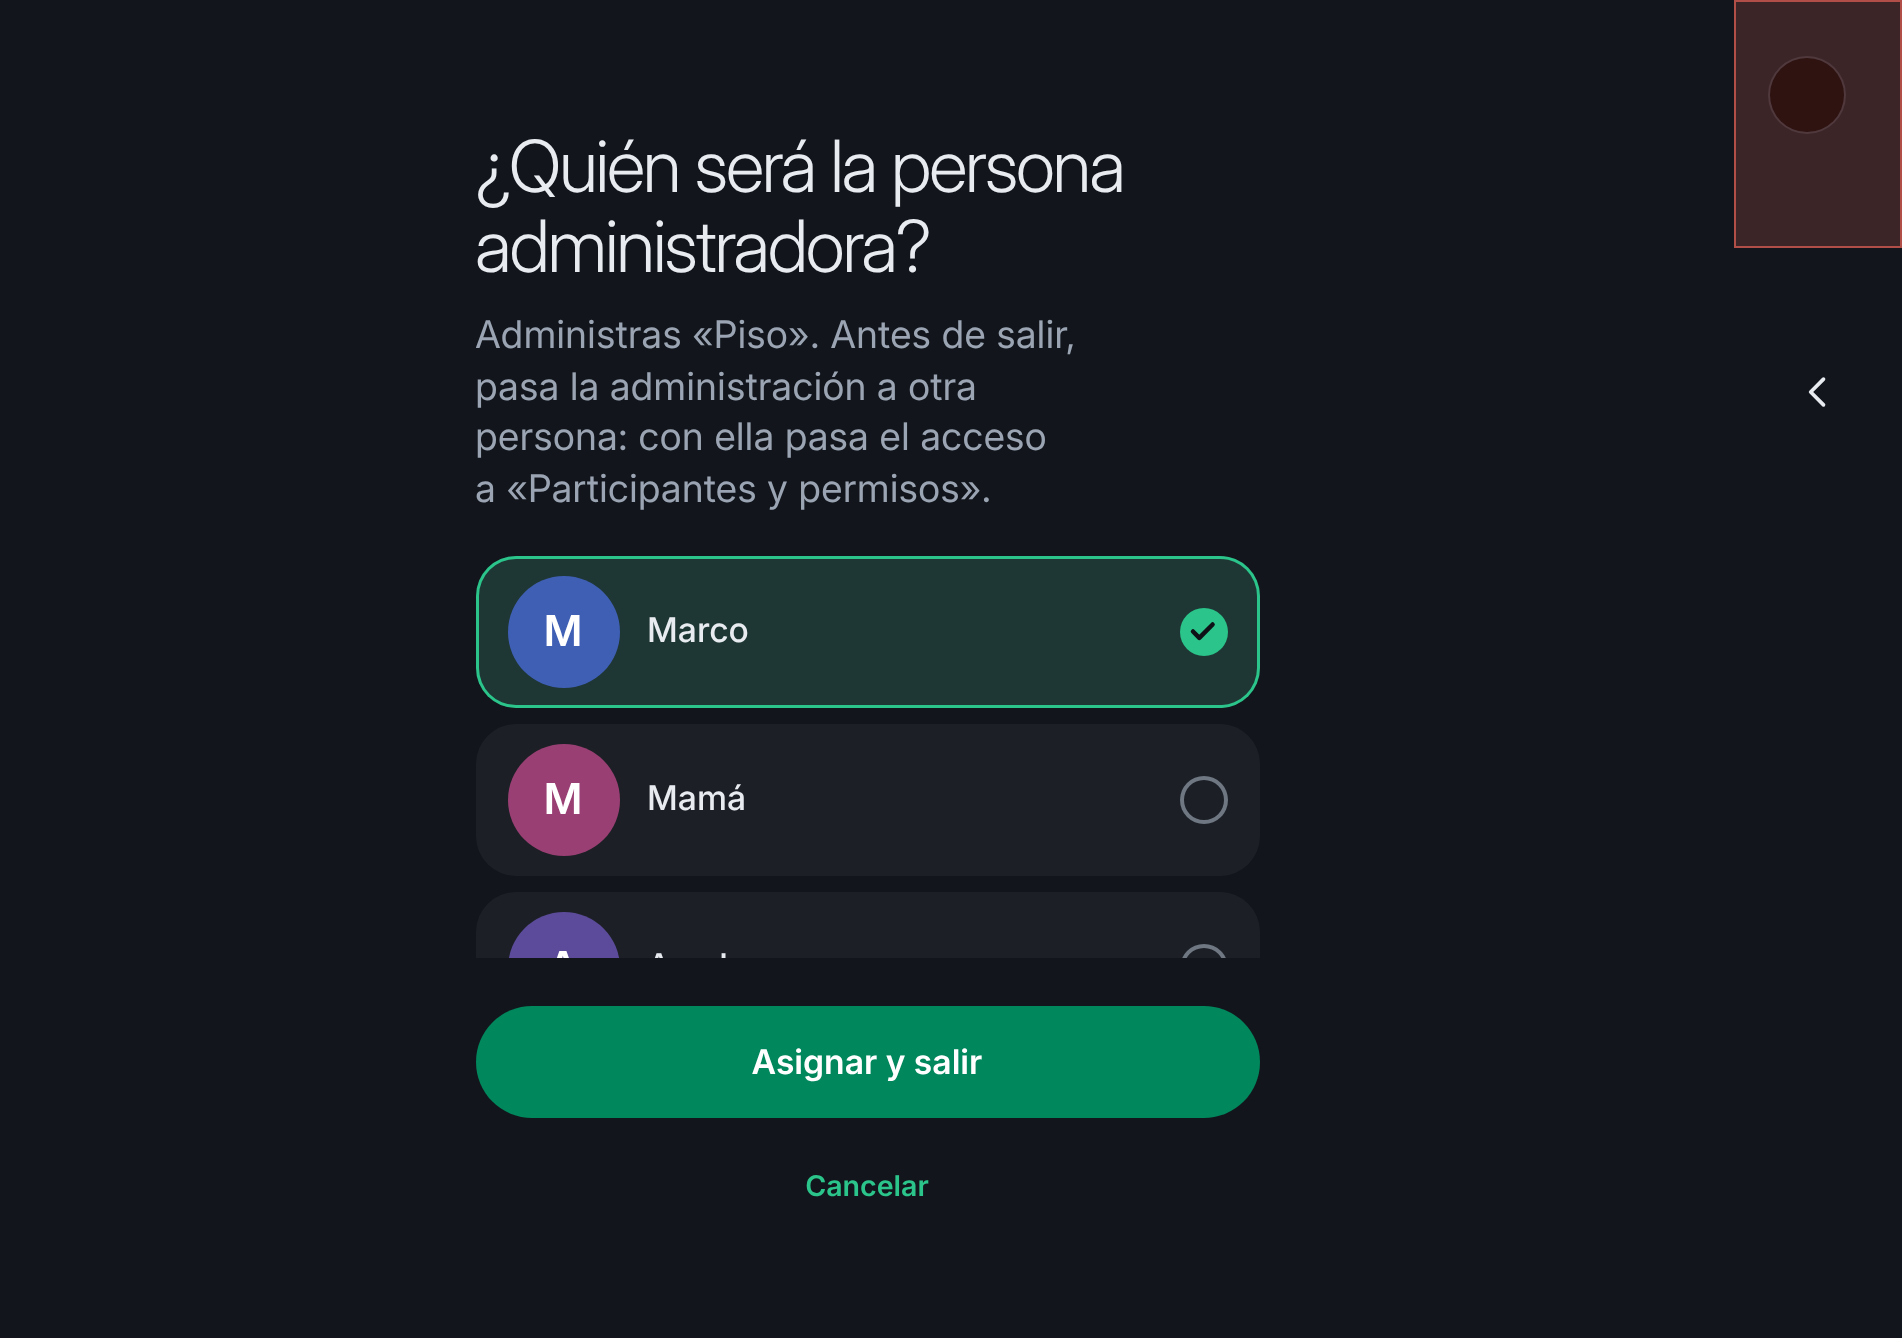 ¿Quién será la persona
administradora?
Administras «Piso». Antes de salir,
pasa la administración a otra
persona: con ella pasa el acceso
a «Participantes y permisos».
M Marco
M Mamá
Asignar y salir
Cancelar